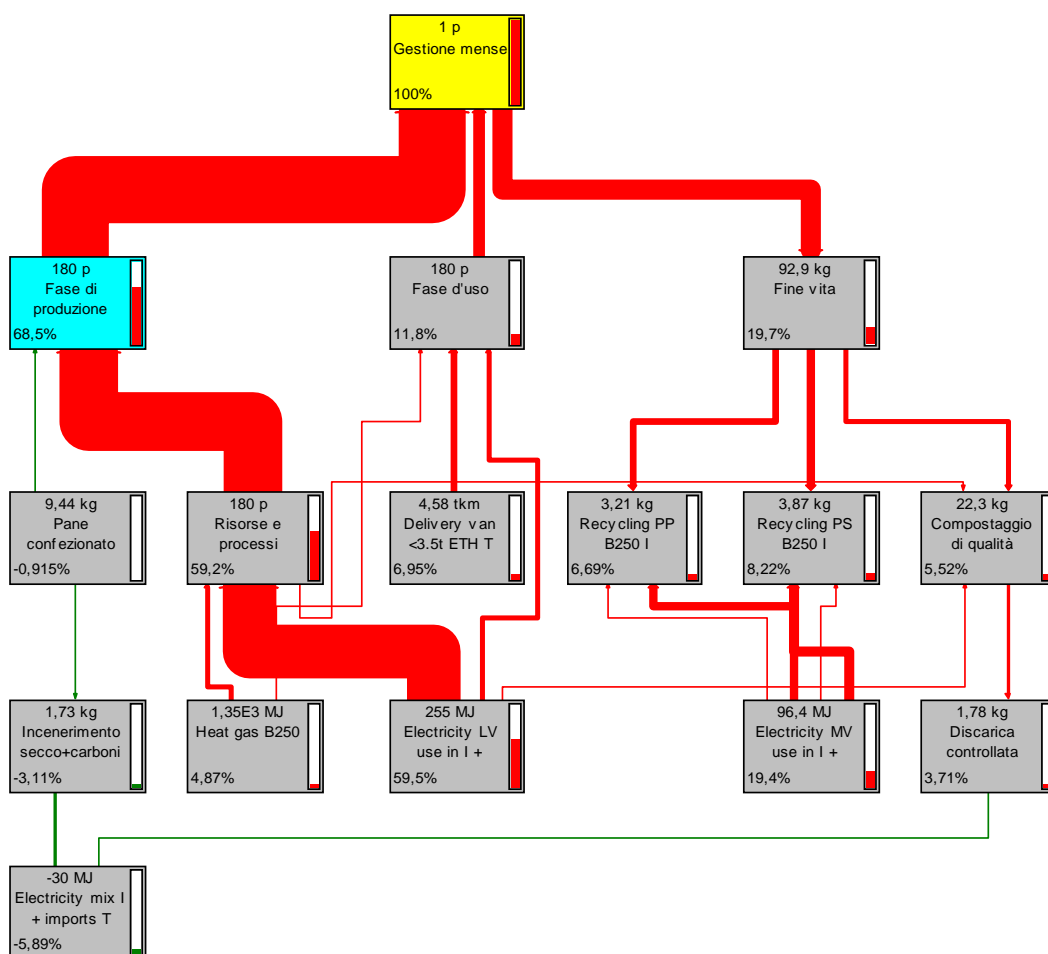 1 p
Gestione mense
100%
180 p
Fase di
produzione
68,5%
180 p
Fase d'uso
11,8%
92,9 kg
Fine vita
19,7%
9,44 kg
Pane
confezionato
-0,915%
180 p
Risorse e
processi
59,2%
4,58 tkm
Delivery van
<3.5t ETH T
6,95%
3,21 kg
Recycling PP
B250 I
6,69%
3,87 kg
Recycling PS
B250 I
8,22%
22,3 kg
Compostaggio
di qualità
5,52%
1,73 kg
Incenerimento
secco+carboni
-3,11%
1,35E3 MJ
Heat gas B250
4,87%
255 MJ
Electricity LV
use in I +
59,5%
96,4 MJ
Electricity MV
use in I +
19,4%
1,78 kg
Discarica
controllata
3,71%
-30 MJ
Electricity mix I
+ imports T
-5,89%